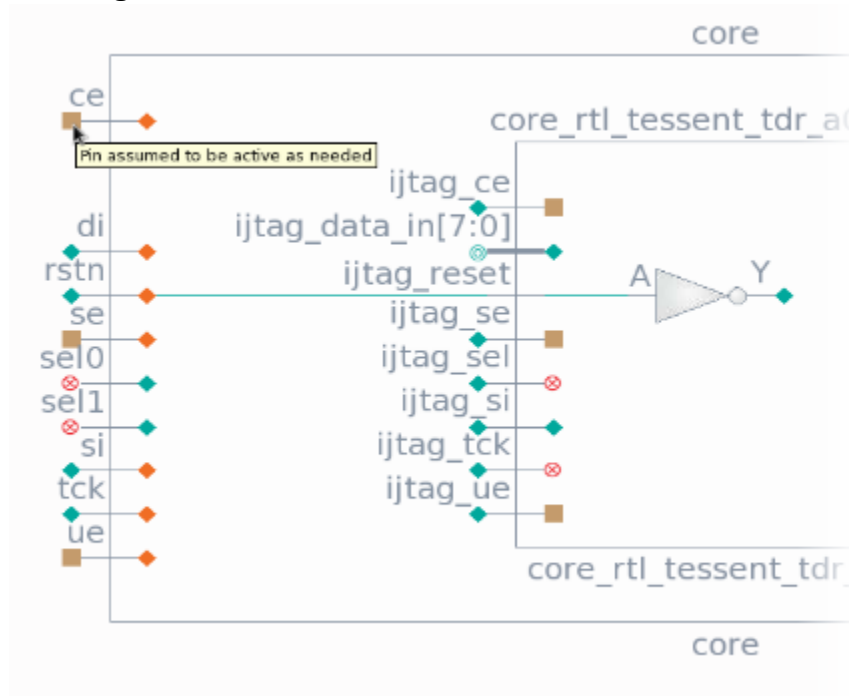 core
ce
core_rtl_tessent_tdr_a
Pin assumed to be active as needed
ijtag_ce
di
ijtag_data_in[7:0]
rstn
ijtag_reset
A
Y
se
ijtag_se
sel0
ijtag_sel
sel1
ijtag_si
si
ijtag_tck
tck
ijtag_ue
ue
core_rtl_tessent_tdr_
core